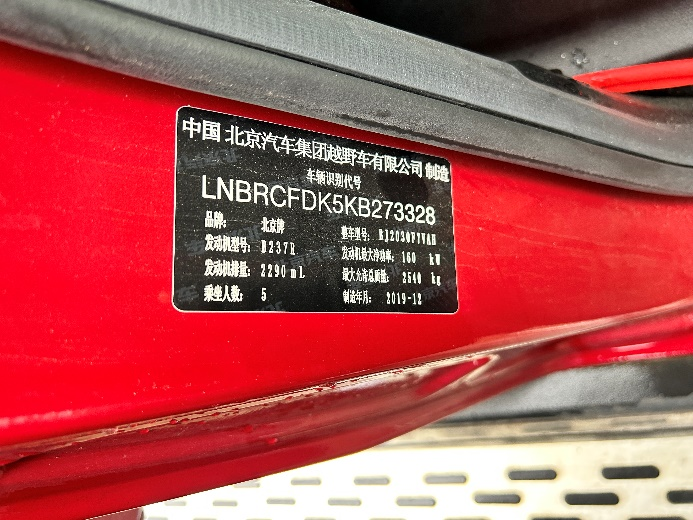 中国 北京汽车集团越野车有限公司 制造
车辆识别代号
LNBRCFDK5KB273328
品牌: 北京牌 整车型号: BJ2030F7VAH
发动机型号: B237R 发动机最大净功率: 160 kW
发动机排量: 2290 mL 最大允许总质量: 2540 kg
乘坐人数: 5 制造年月: 2019-12